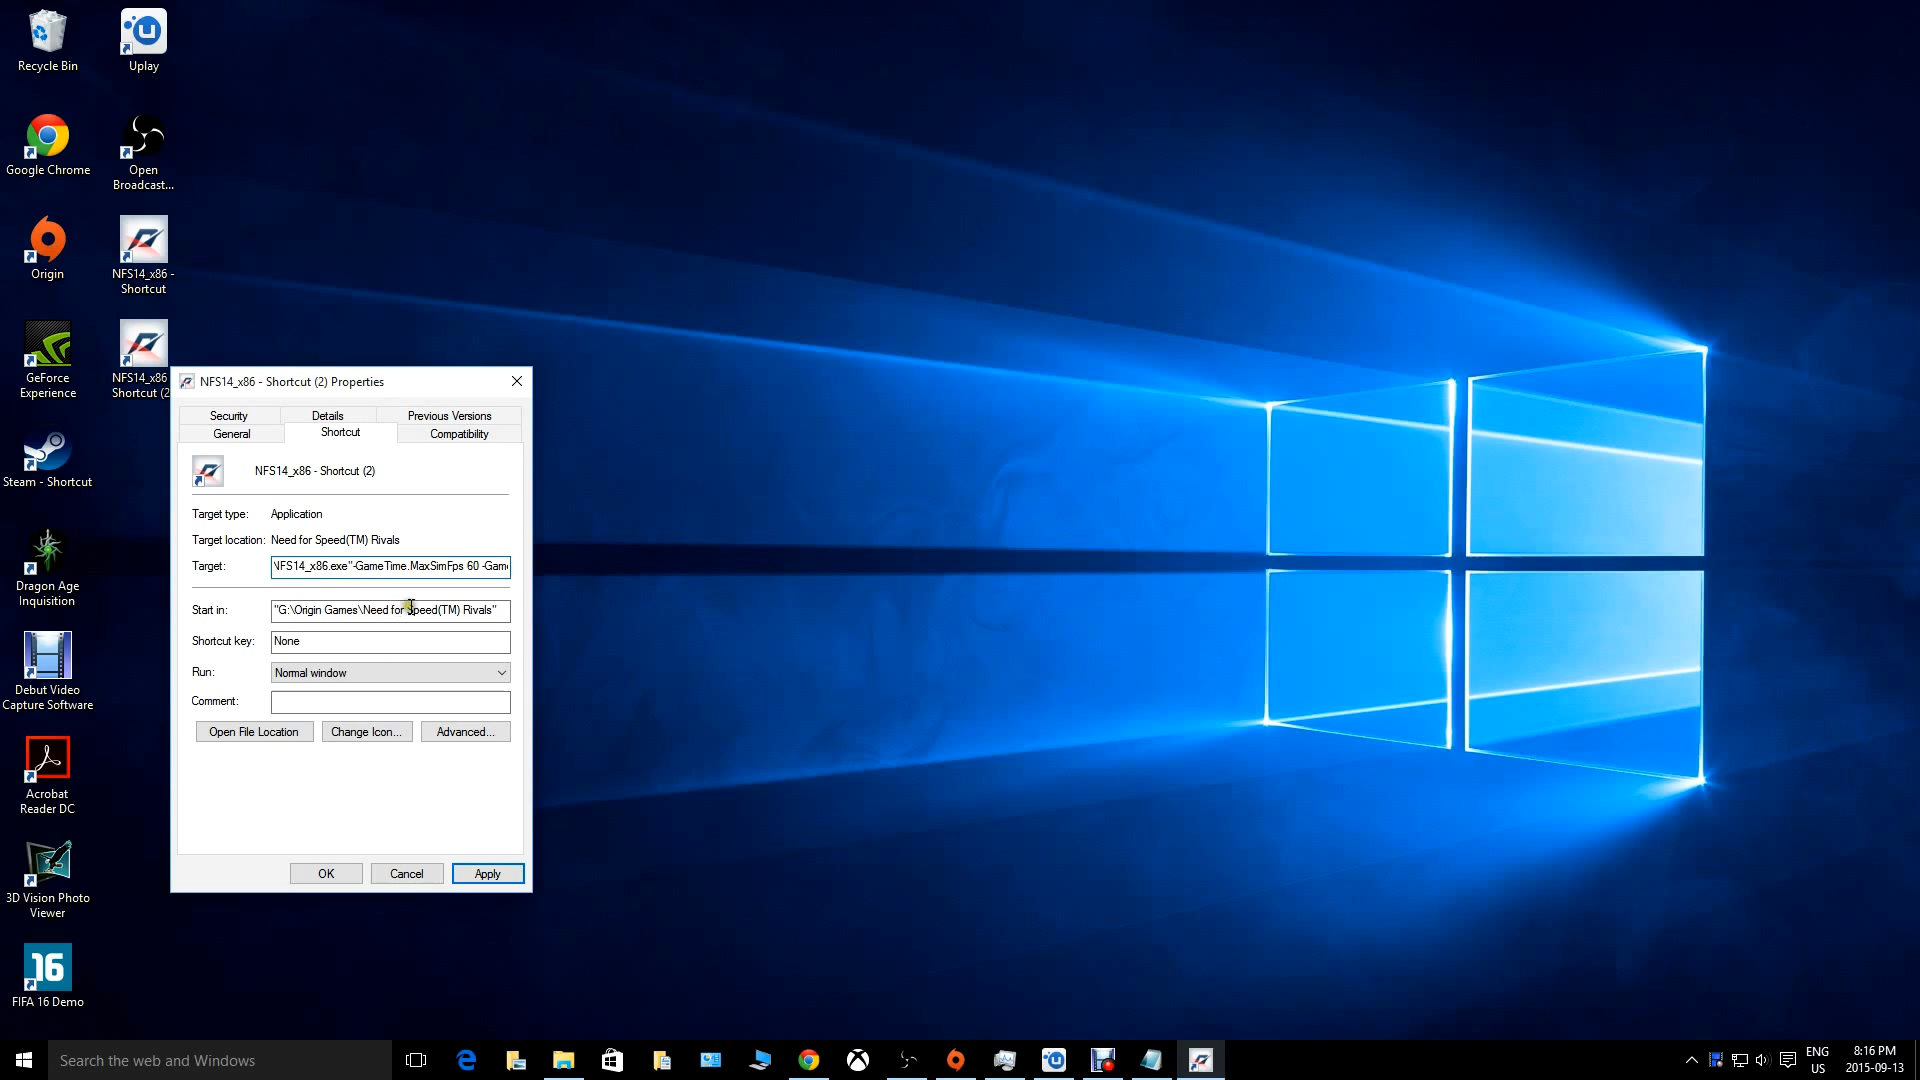 Recycle Bin
Uplay
Google Chrome
Open
Broadcast...
Origin
NFS14_x86 -
Shortcut
GeForce
Experience
NFS14_x86
Shortcut (2
Steam - Shortcut
Dragon Age
Inquisition
Debut Video
Capture Software
Acrobat
Reader DC
3D Vision Photo
Viewer
16
FIFA 16 Demo
NFS14_x86 - Shortcut (2) Properties
Security
Details
Previous Versions
General
Shortcut
Compatibility
NFS14_x86 - Shortcut (2)
Target type: Application
Target location: Need for Speed(TM) Rivals
Target: NFS14_x86.exe"-GameTime.MaxSimFps 60 -Game
Start in: "G:\Origin Games\Need for Speed(TM) Rivals"
Shortcut key: None
Run: Normal window
Comment:
Open File Location
Change Icon...
Advanced...
OK
Cancel
Apply
Search the web and Windows
ENG
US
8:16 PM
2015-09-13